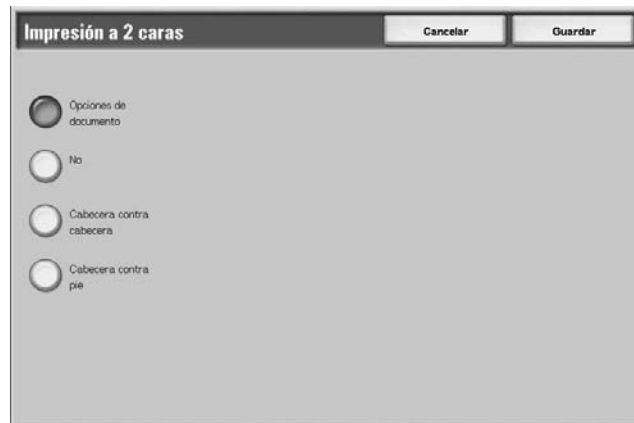 Impresión a 2 caras
Cancelar
Guardar
Opciones de
documento
No
Cabecera contra
cabecera
Cabecera contra
pie